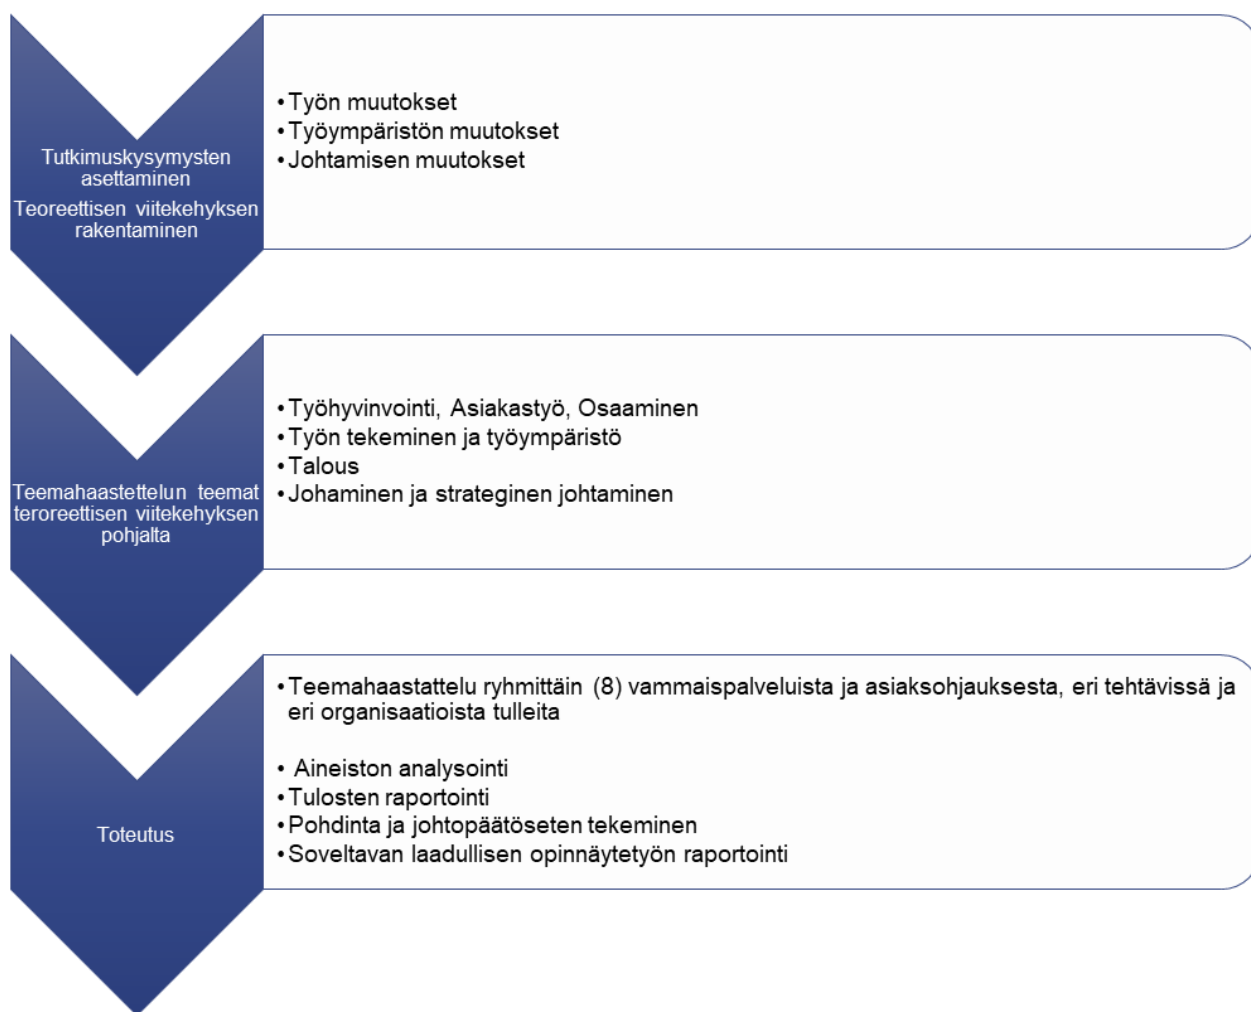 Tutkimuskysymysten
asettaminen
Teoreettisen viitekehyksen
rakentaminen
•Työn muutokset
•Työympäristön muutokset
•Johtamisen muutokset
Teemahaastettelun teemat
teroreettisen viitekehyksen
pohjalta
•Työhyvinvointi, Asiakastyö, Osaaminen
•Työn tekeminen ja työympäristö
•Talous
•Johaminen ja strateginen johtaminen
Toteutus
•Teemahaastattelu ryhmittäin (8) vammaispalveluista ja asiaksohjauksesta, eri tehtävissä ja
eri organisaatioista tulleita
• Aineiston analysointi
•Tulosten raportointi
•Pohdinta ja johtopäätöseten tekeminen
•Soveltavan laadullisen opinnäytetyön raportointi